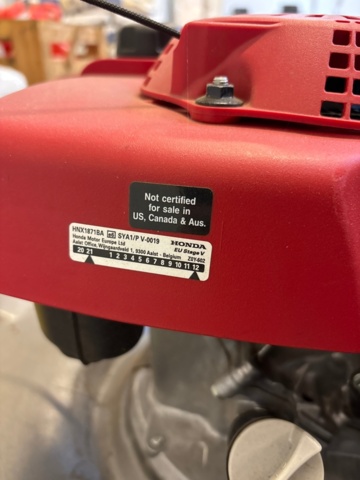 Not certified
for sale in
US, Canada & Aus.
HNX1871BA SYA1/P V-0019 HONDA
Honda Motor Europe Ltd EU Stage V
Aalst Office, Wijngaardveld 1, 9300 Aalst - Belgium Z0Y-602
20 21 1 2 3 4 5 6 7 8 9 10 11 12